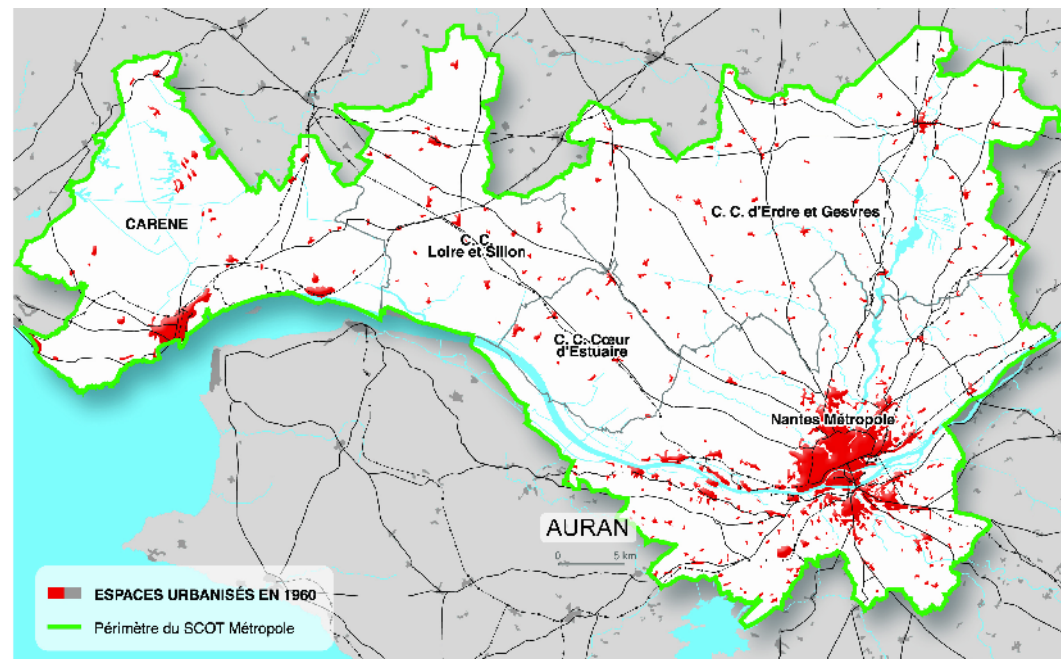 CARENE
C. C.
Loire et Sillon
C. C. d'Erdre et Gesvres
C. C. Cœur
d'Estuaire
Nantes Métropole
AURAN
0 5 km
ESPACES URBANISÉS EN 1960
Périmètre du SCOT Métropole